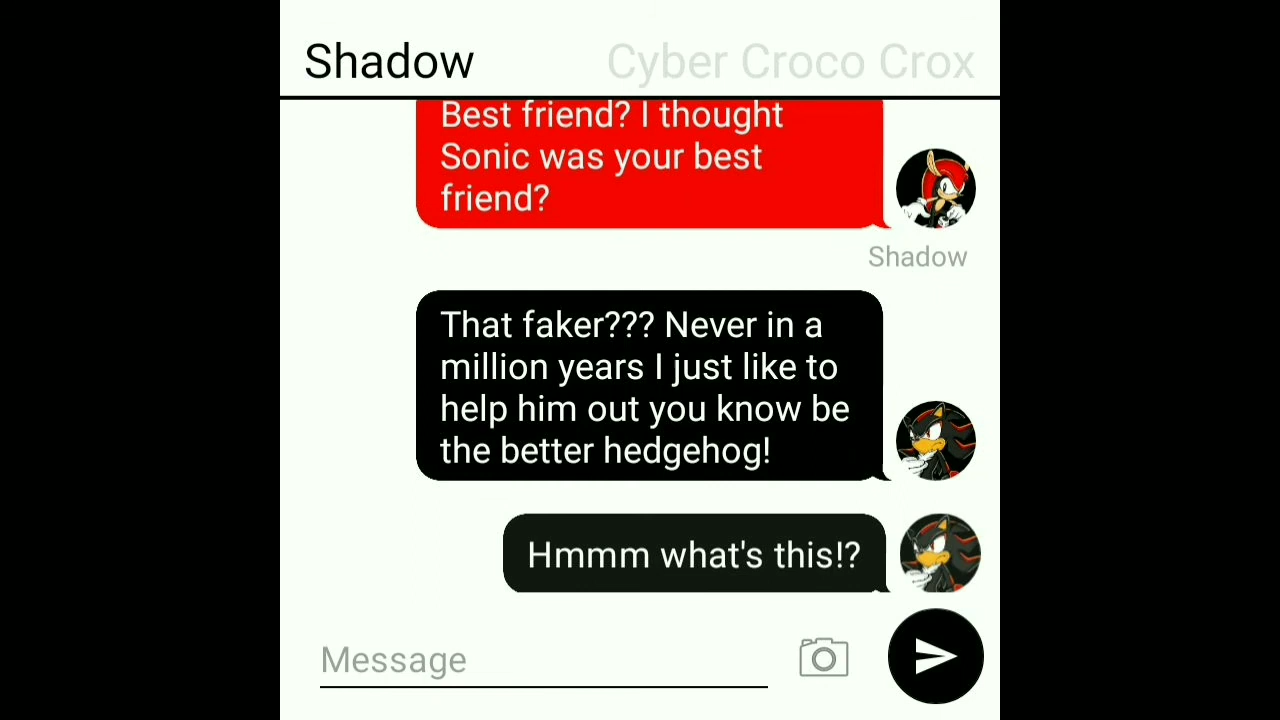 Shadow
Cyber Croco Crox
Best friend? I thought
Sonic was your best
friend?
Shadow
That faker??? Never in a
million years I just like to
help him out you know be
the better hedgehog!
Hmmm what's this!?
Message